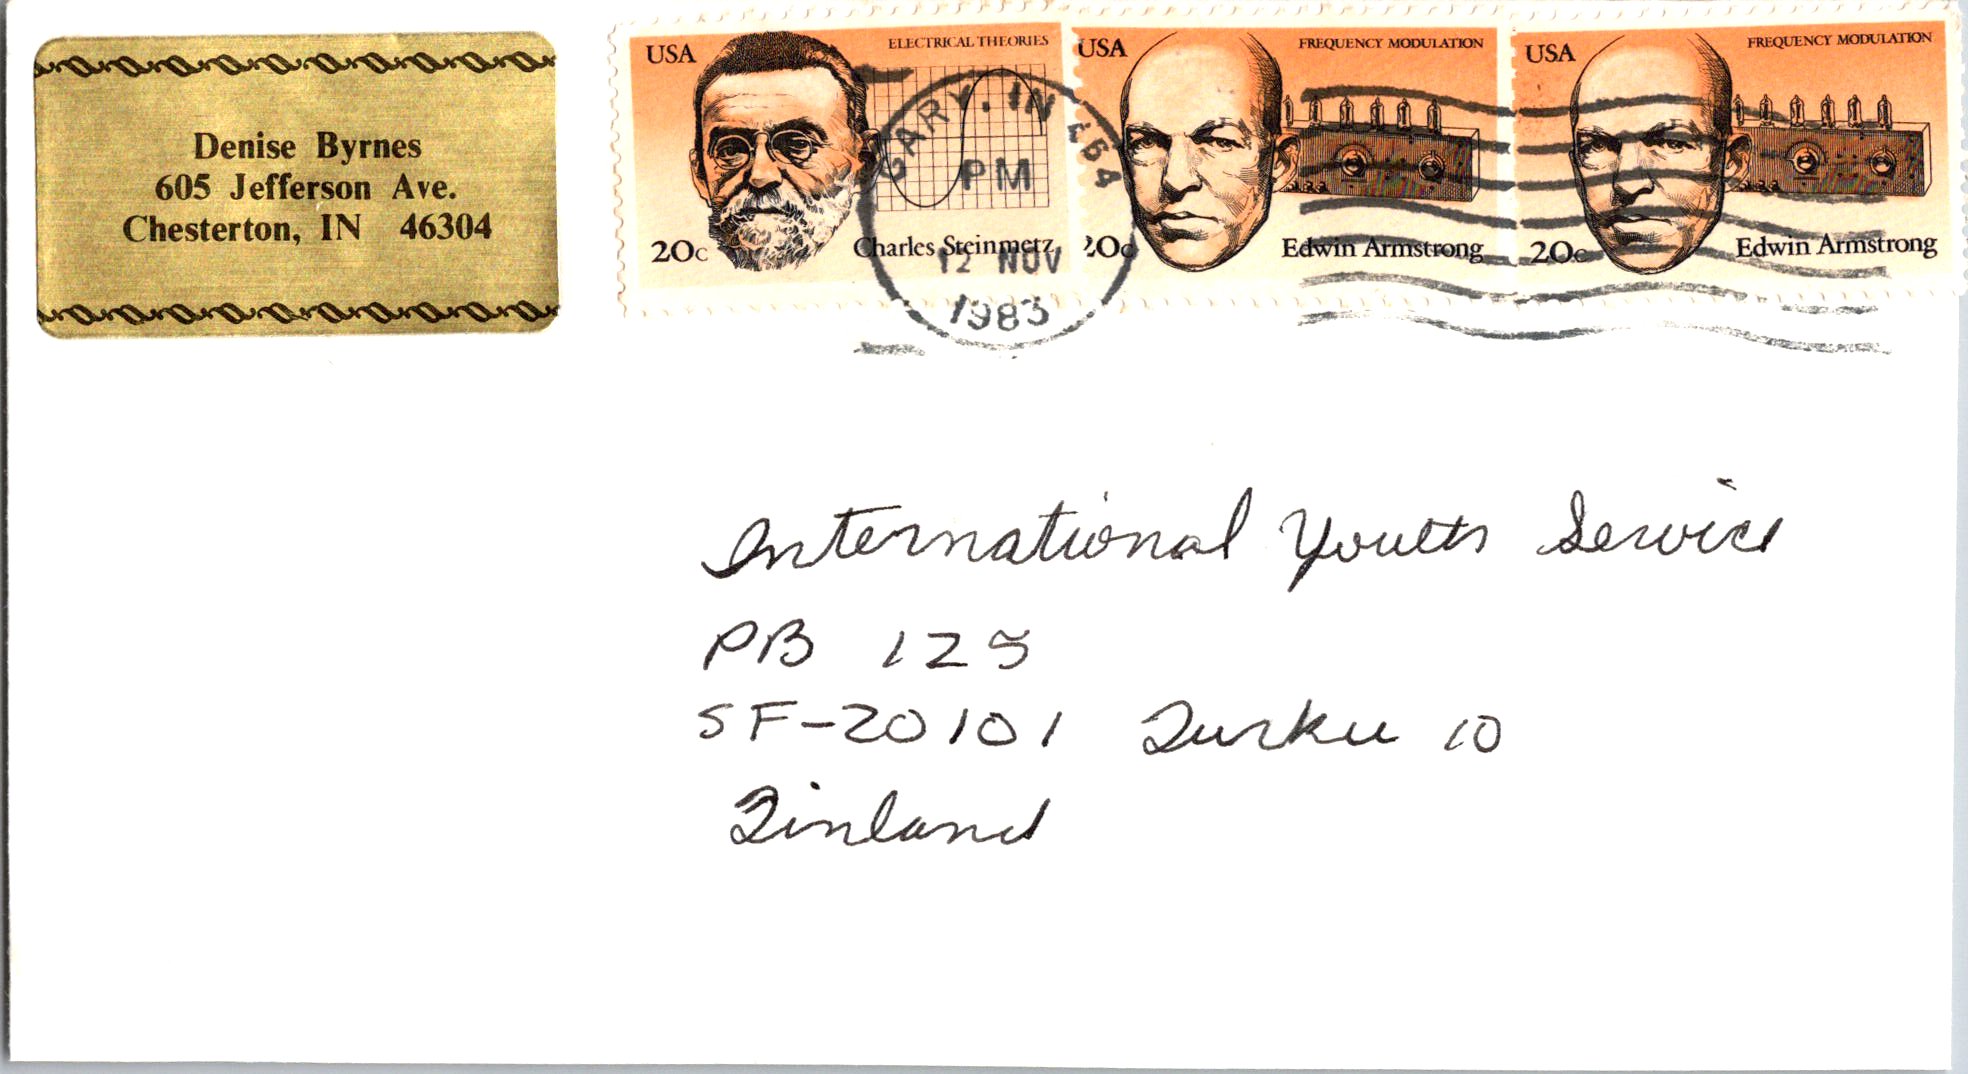 Denise Byrnes
605 Jefferson Ave.
Chesterton, IN 46304
USA
ELECTRICAL THEORIES
20c
Charles Steinmetz
USA
FREQUENCY MODULATION
20c
Edwin Armstrong
USA
FREQUENCY MODULATION
20c
Edwin Armstrong
GARY, IN 464
PM
12 NOV
1983
International Youth Service
PB 125
SF-20101 Turku 10
Finland